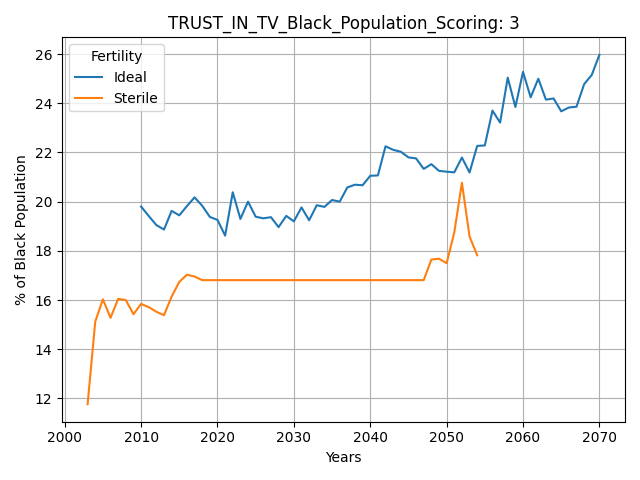 TRUST_IN_TV_Black_Population_Scoring: 3
Fertility
Ideal
Sterile
% of Black Population
26
24
22
20
18
16
14
12
2000 2010 2020 2030 2040 2050 2060 2070
Years